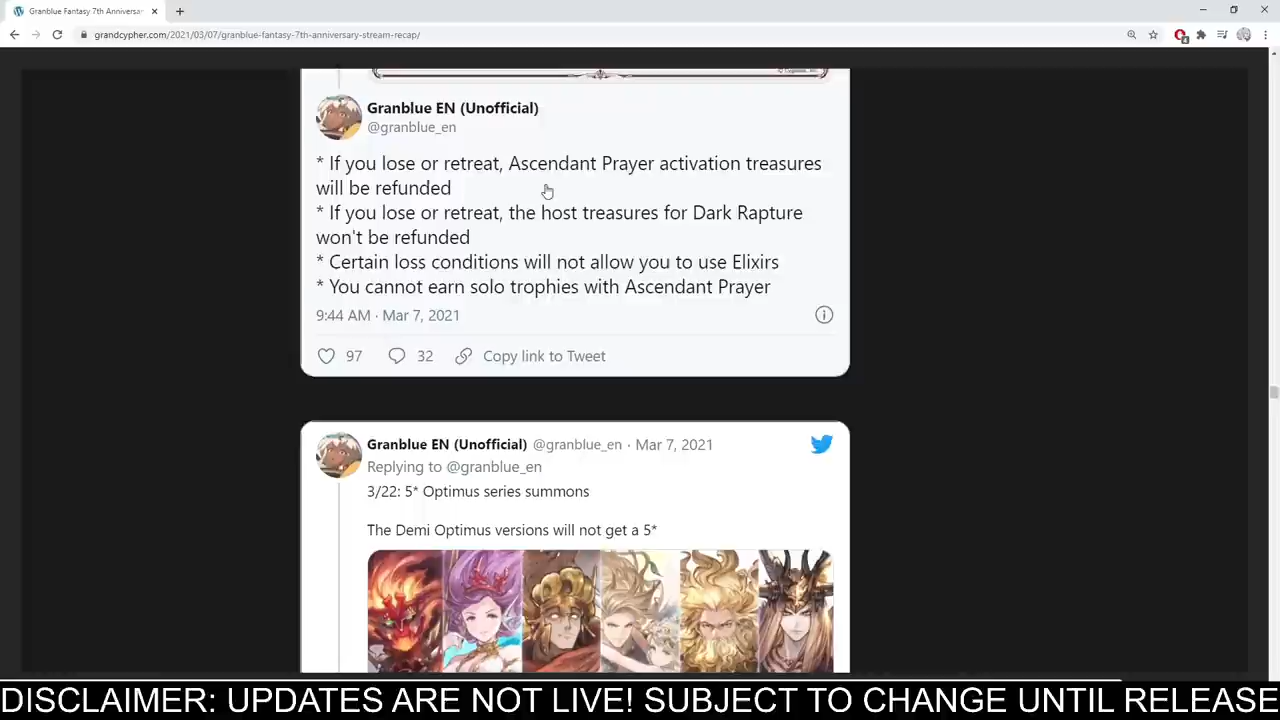 Granblue Fantasy 7th Anniversa
grandcypher.com/2021/03/07/granblue-fantasy-7th-anniversary-stream-recap/
Granblue EN (Unofficial)
@granblue_en
* If you lose or retreat, Ascendant Prayer activation treasures
will be refunded
* If you lose or retreat, the host treasures for Dark Rapture
won't be refunded
* Certain loss conditions will not allow you to use Elixirs
* You cannot earn solo trophies with Ascendant Prayer
9:44 AM · Mar 7, 2021
97 32 Copy link to Tweet
Granblue EN (Unofficial) @granblue_en · Mar 7, 2021
Replying to @granblue_en
3/22: 5* Optimus series summons
The Demi Optimus versions will not get a 5*
DISCLAIMER: UPDATES ARE NOT LIVE! SUBJECT TO CHANGE UNTIL RELEASE